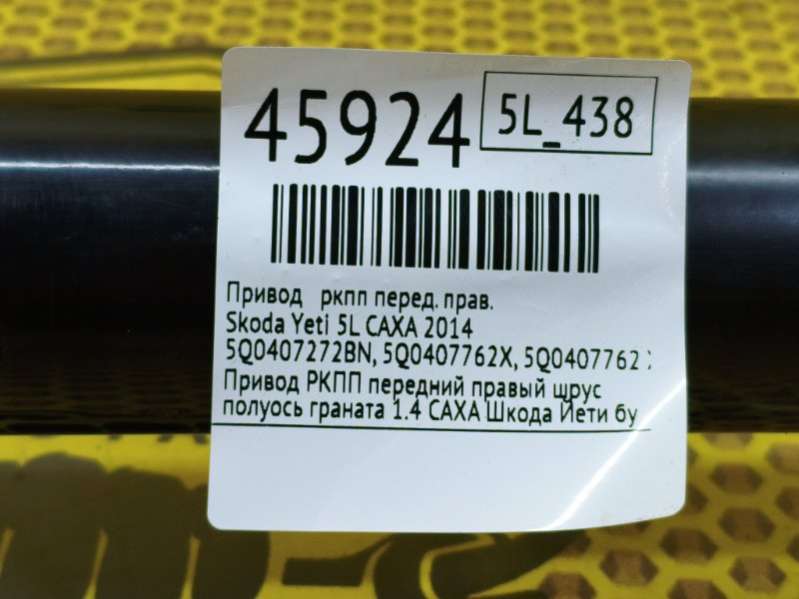 45924
5L_438
Привод ркпп перед. прав.
Skoda Yeti 5L CAXA 2014
5Q0407272BN, 5Q0407762X, 5Q0407762
Привод РКПП передний правый щрус
полуось граната 1.4 CAXA Шкода Йети бу